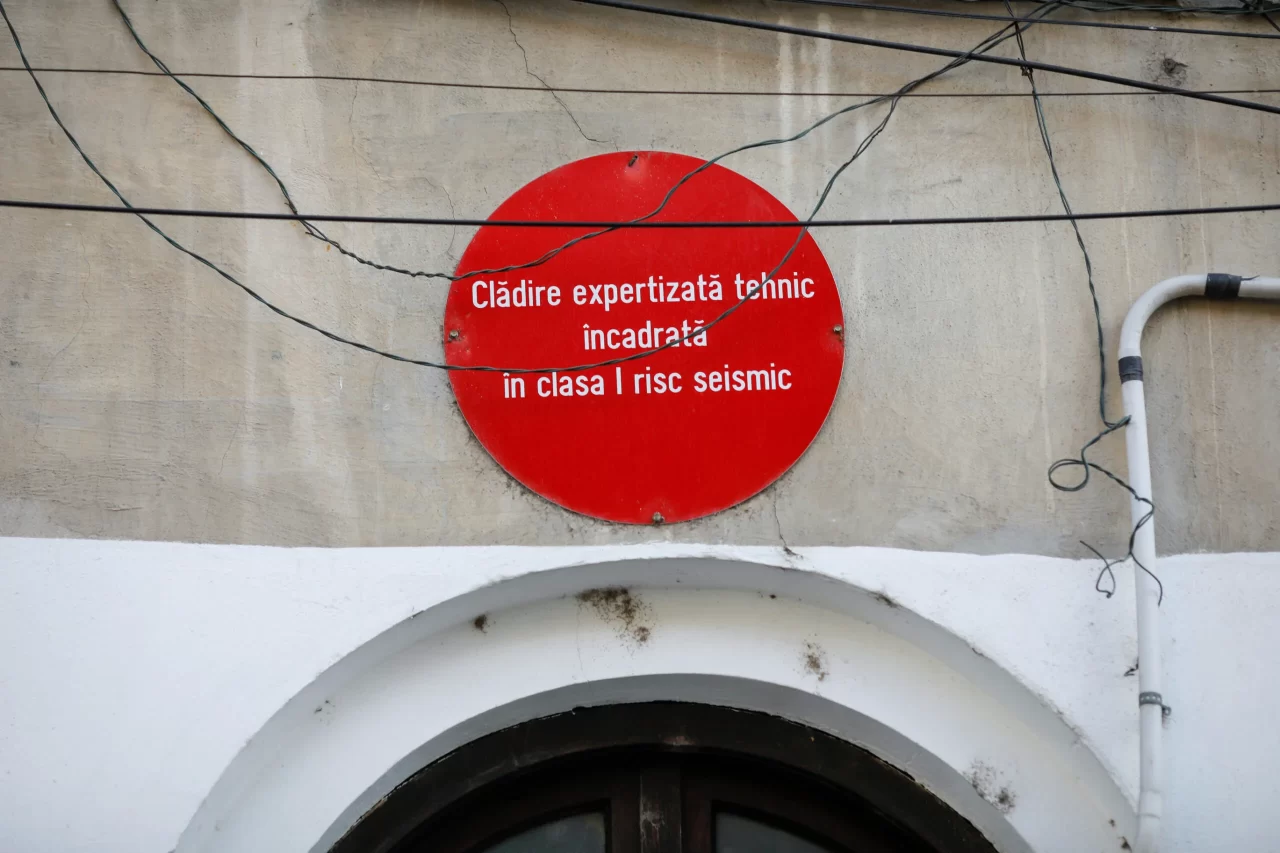 Clădire expertizată tehnic
încadrată
în clasa I risc seismic